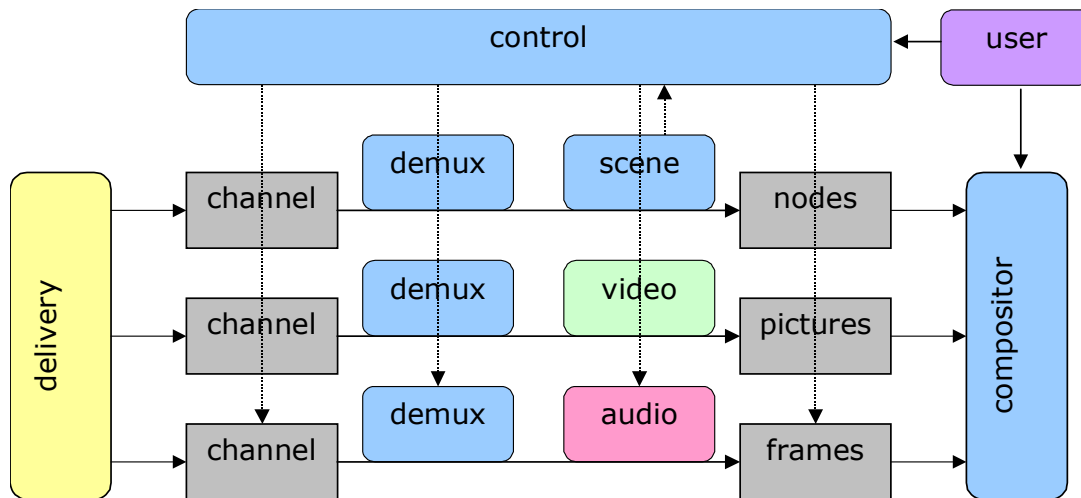 control
user
demux
scene
channel
nodes
delivery
demux
video
channel
pictures
compositor
demux
audio
channel
frames